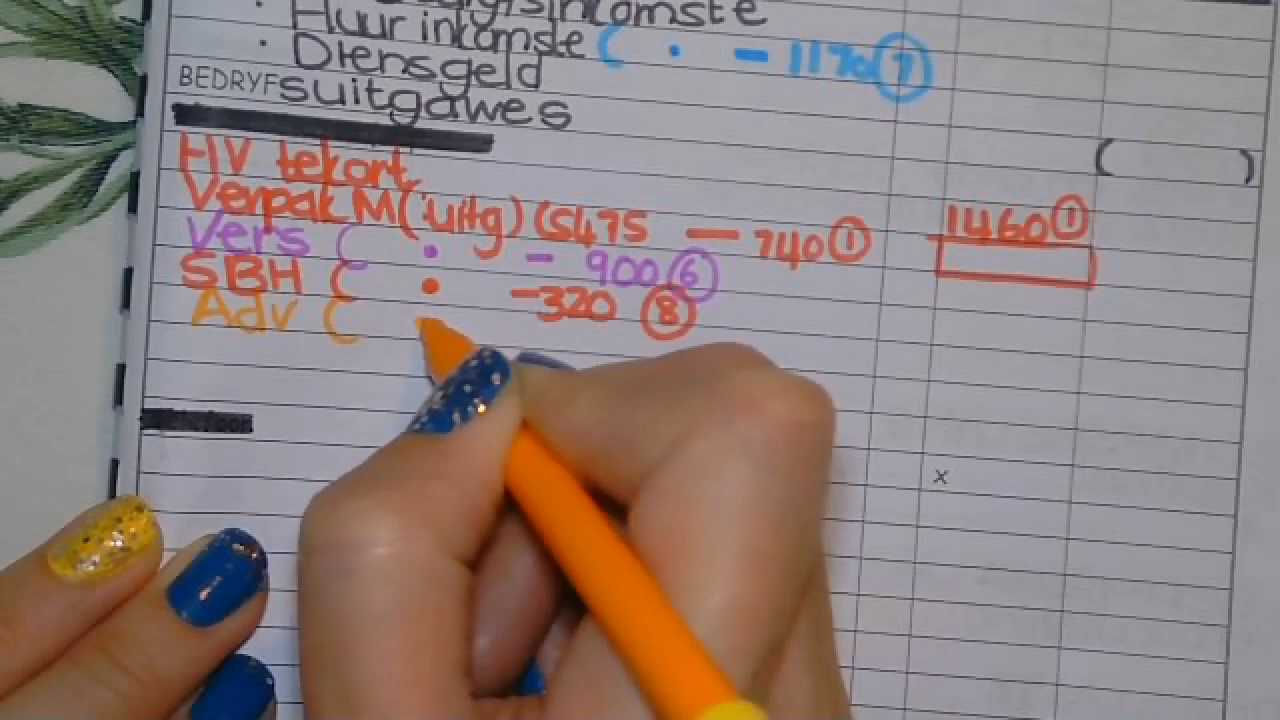 Huur inkomste ( · - 1170 ⑦
· Diensgeld
BEDRYFSuitgawes
( )
HV tekort 1460 ①
Verpak M (uitg) (5475 - 740 ①
Vers ( · - 900 ⑥
SBH ( · -320 ⑧
Adv (
x